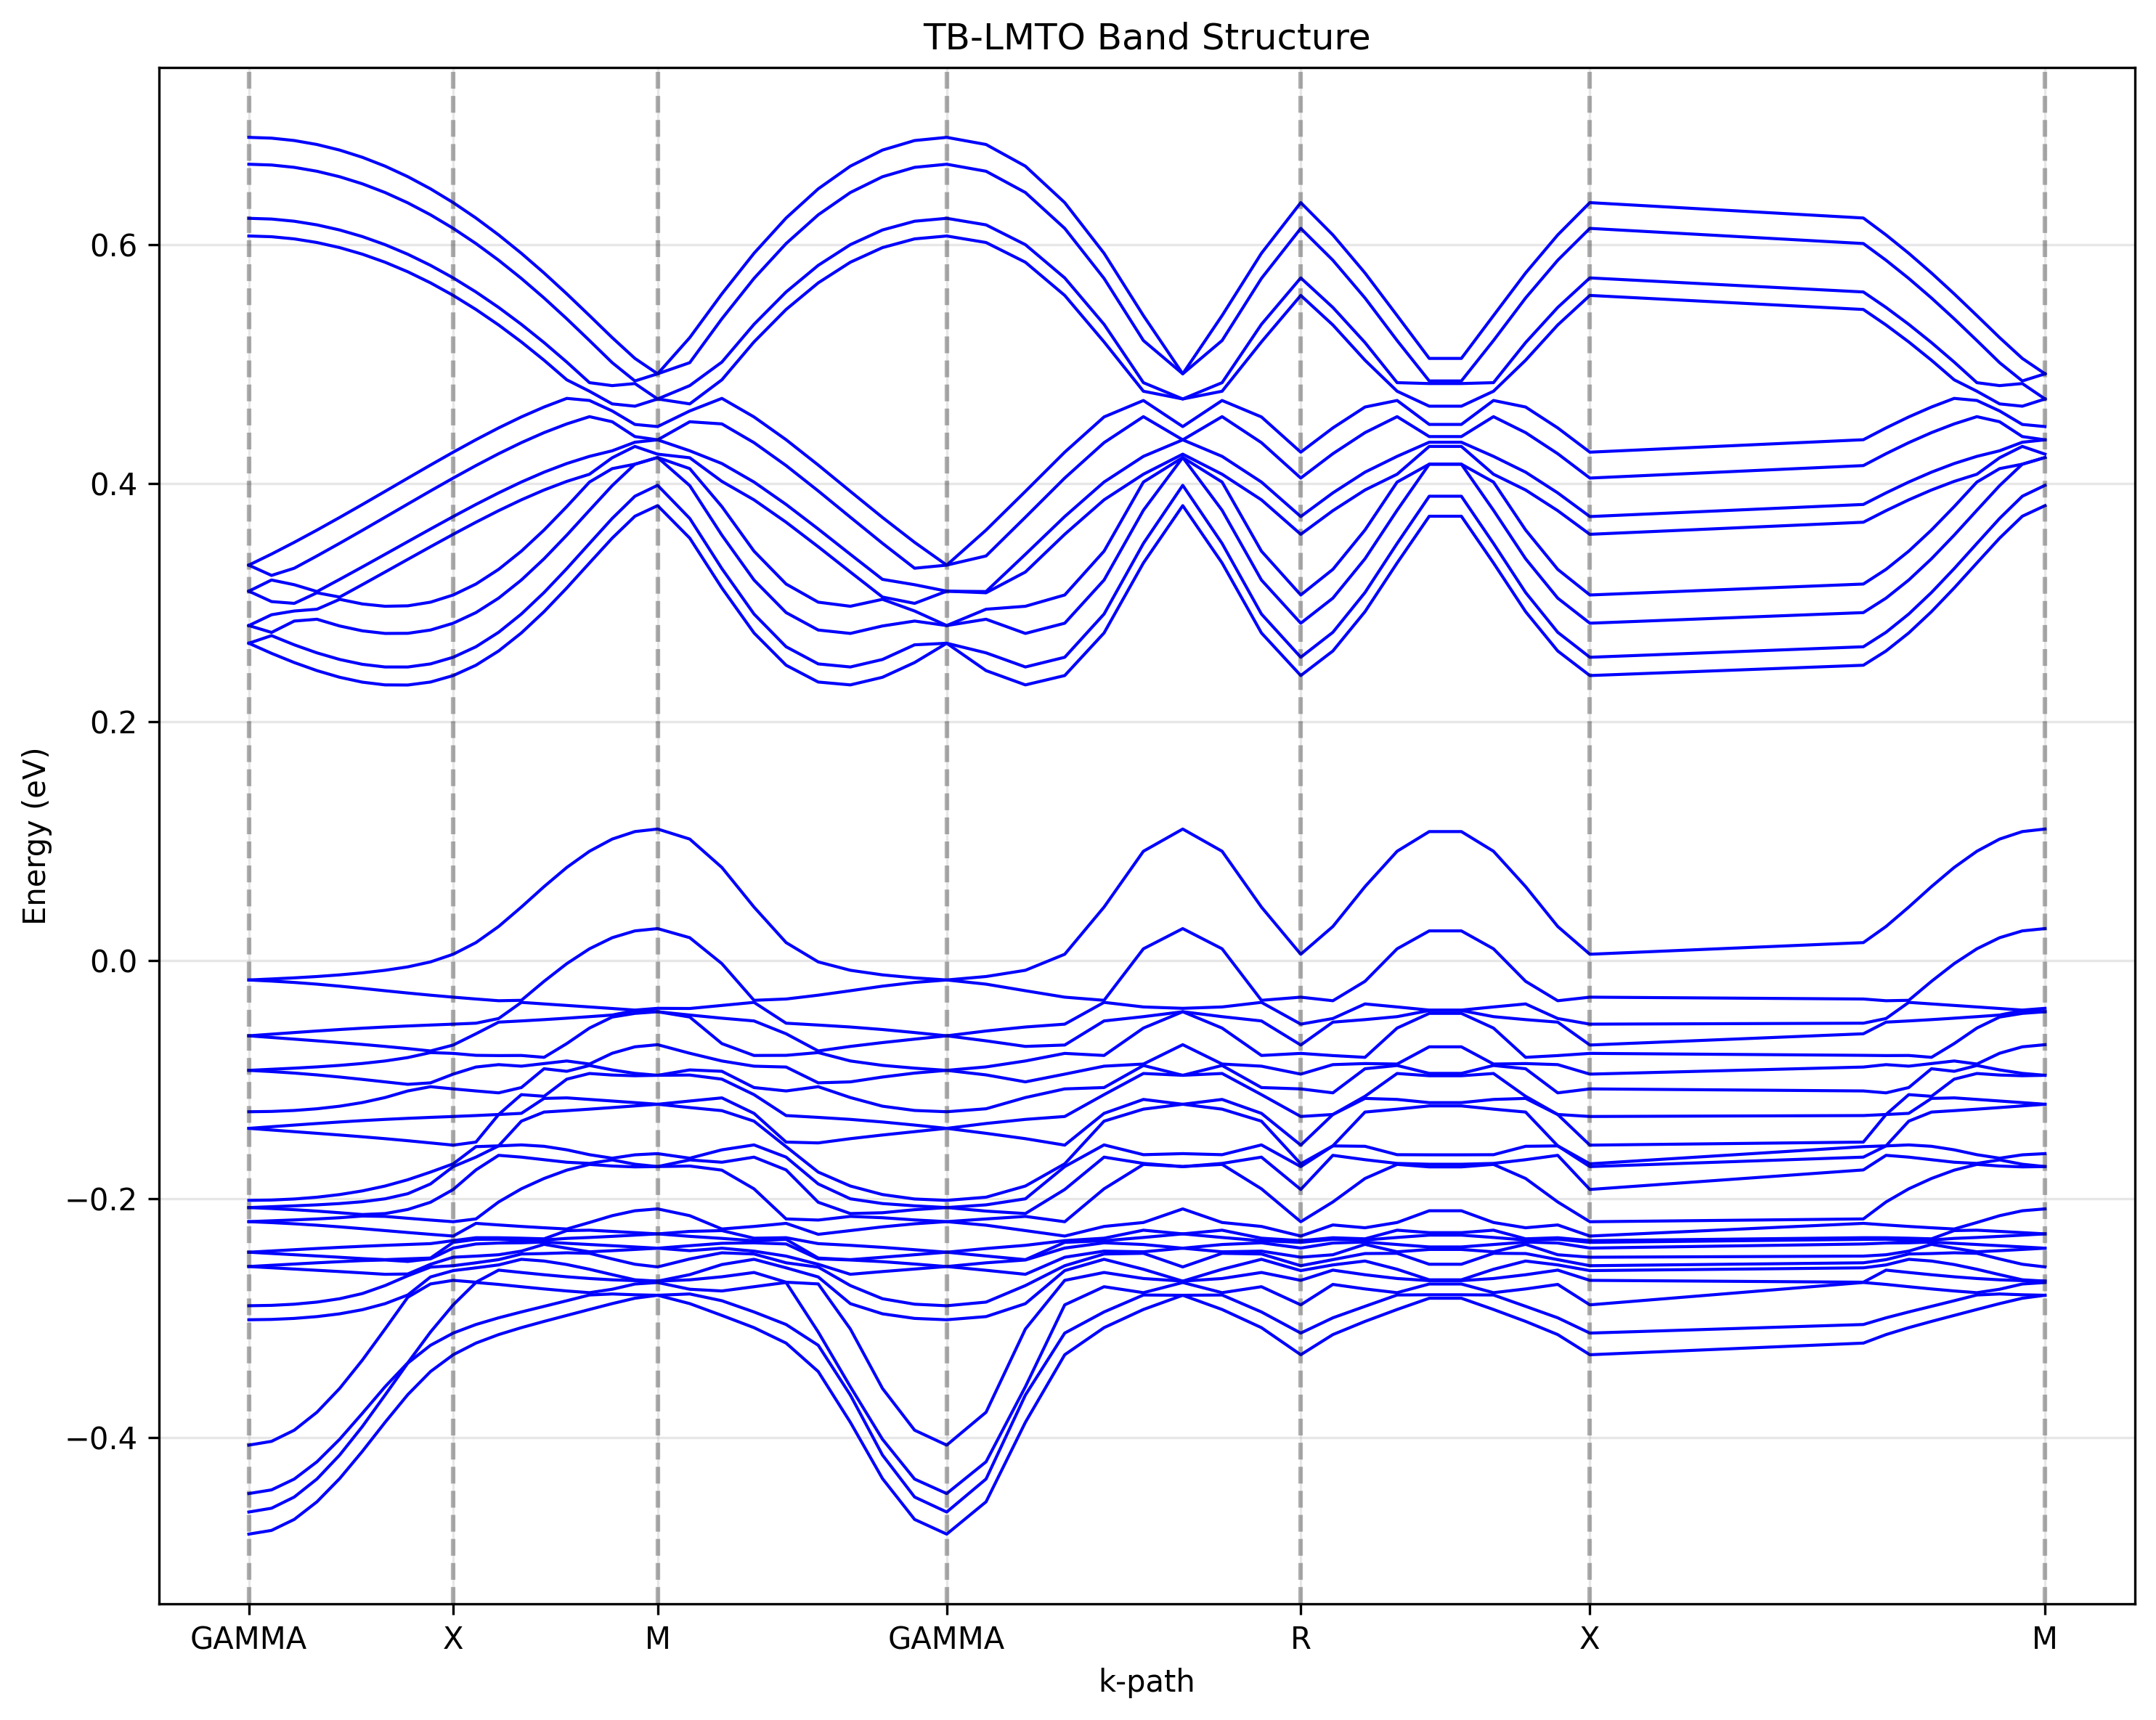 TB-LMTO Band Structure
Energy (eV)
0.6
0.4
0.2
0.0
−0.2
−0.4
GAMMA X M GAMMA R X M
k-path